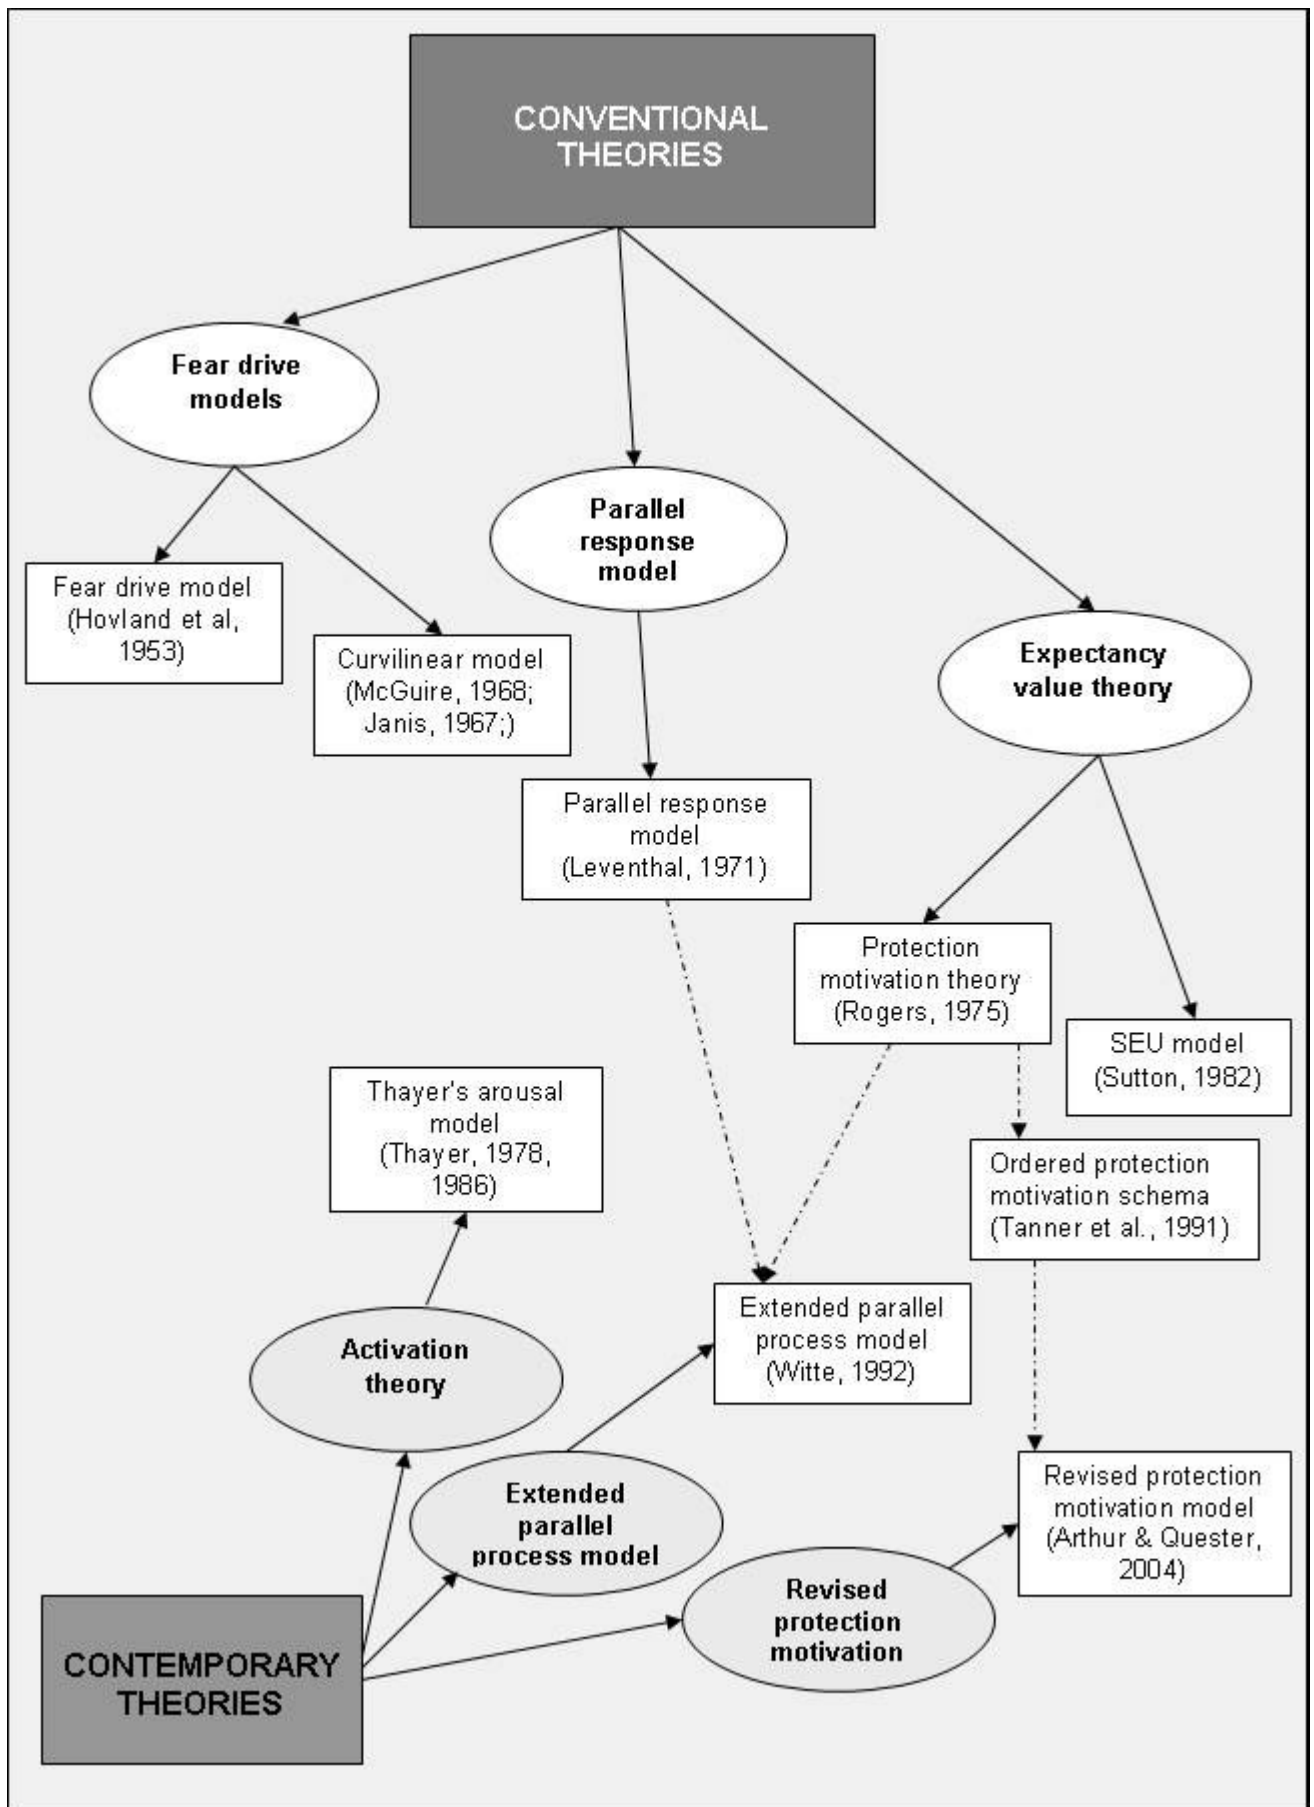 CONVENTIONAL
THEORIES
Fear drive
models
Parallel
response
model
Fear drive model
(Hovland et al,
1953)
Curvilinear model
(McGuire, 1968;
Janis, 1967;)
Expectancy
value theory
Parallel response
model
(Leventhal, 1971)
Protection
motivation theory
(Rogers, 1975)
SEU model
(Sutton, 1982)
Thayer's arousal
model
(Thayer, 1978,
1986)
Ordered protection
motivation schema
(Tanner et al., 1991)
Extended parallel
process model
(Witte, 1992)
Activation
theory
Extended
parallel
process model
Revised protection
motivation model
(Arthur & Quester,
2004)
Revised
protection
motivation
CONTEMPORARY
THEORIES